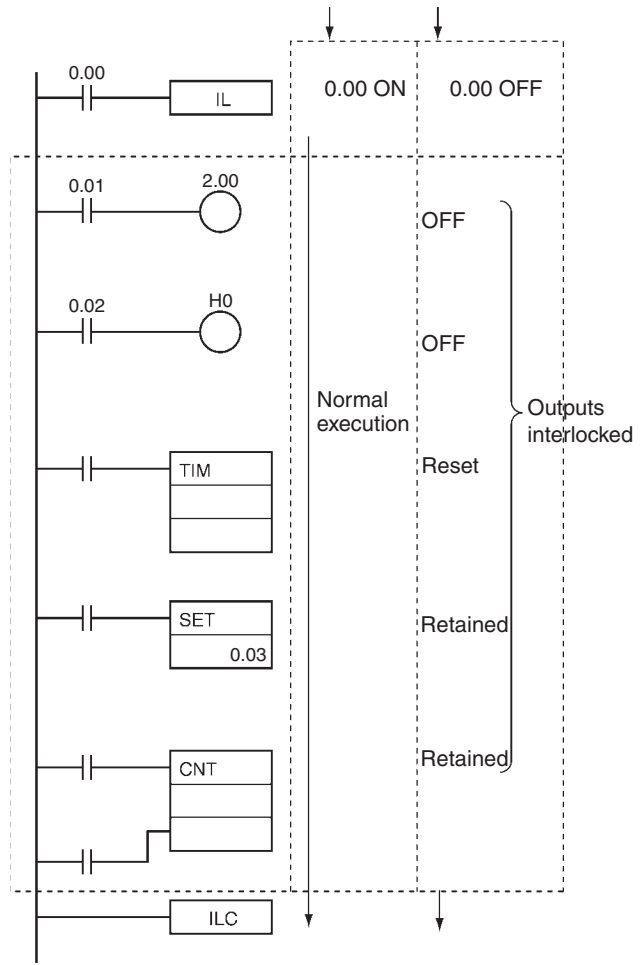 0.00
IL
0.00 ON
0.00 OFF
0.01
2.00
OFF
0.02
H0
OFF
Normal
execution
Outputs
interlocked
TIM
Reset
SET
0.03
Retained
CNT
Retained
ILC